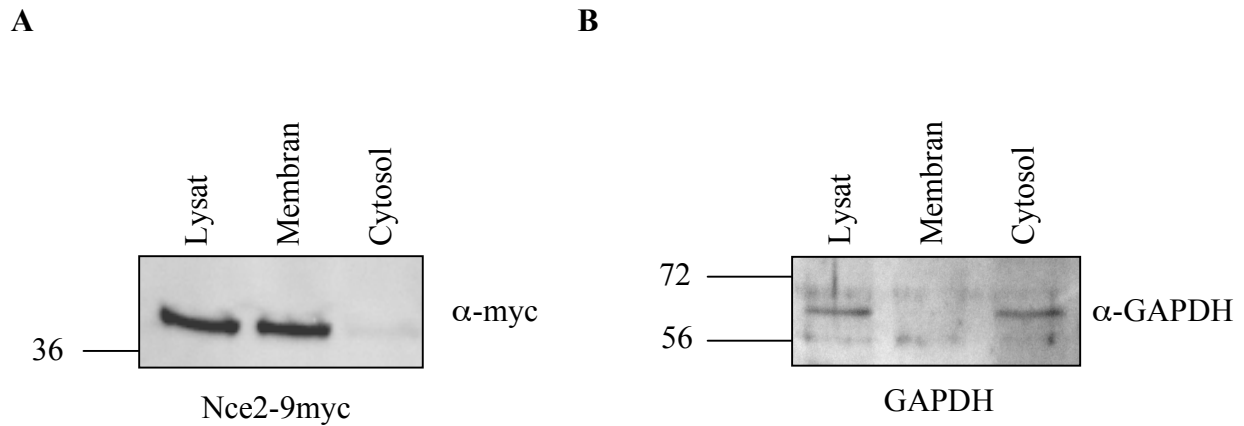 A
Lysat
Membran
Cytosol
36
α-myc
Nce2-9myc
B
Lysat
Membran
Cytosol
72
56
α-GAPDH
GAPDH